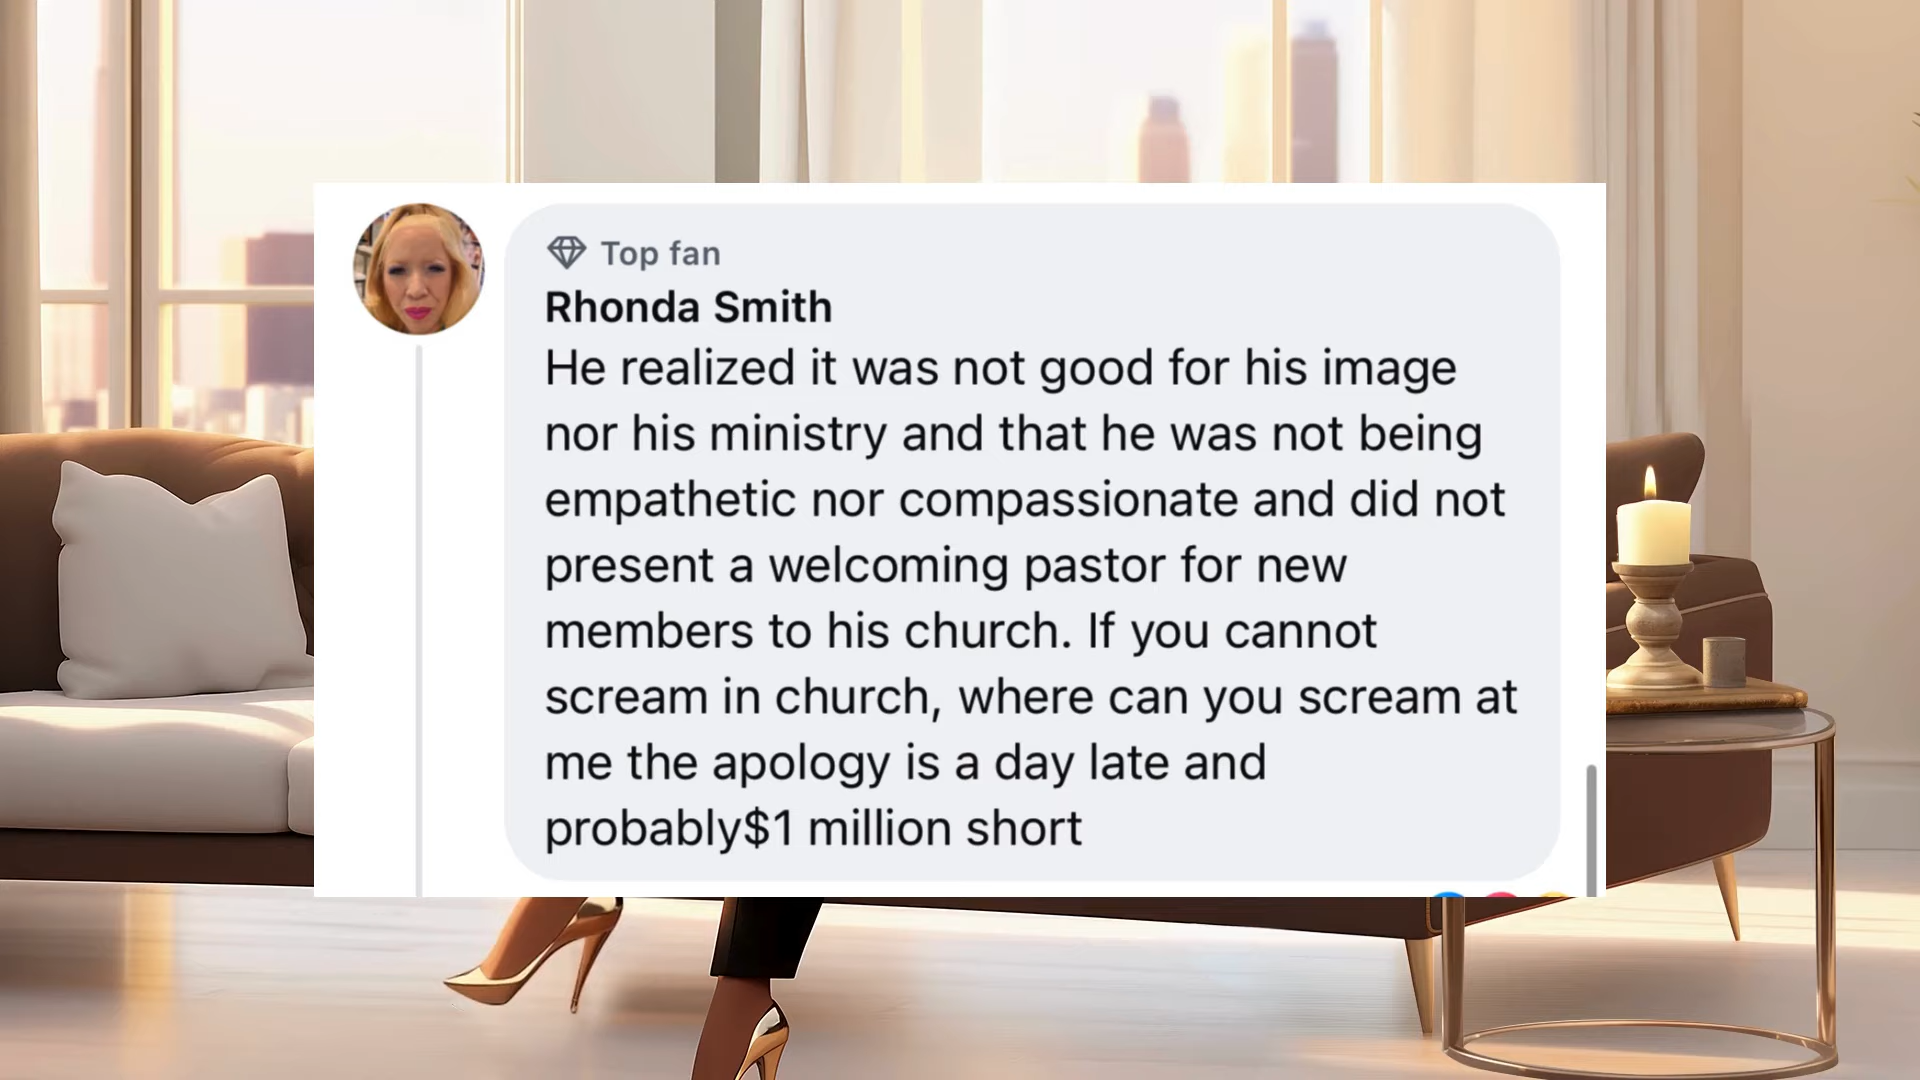 Top fan
Rhonda Smith
He realized it was not good for his image
nor his ministry and that he was not being
empathetic nor compassionate and did not
present a welcoming pastor for new
members to his church. If you cannot
scream in church, where can you scream at
me the apology is a day late and
probably$1 million short